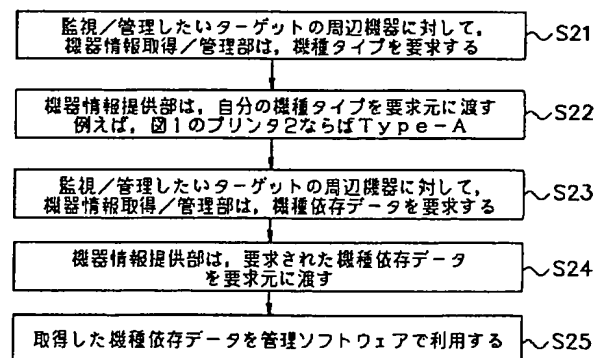 監視／管理したいターゲットの周辺機器に対して，
機器情報取得／管理部は，機種タイプを要求する
S21
機器情報提供部は，自分の機種タイプを要求元に渡す
例えば，図１のプリンタ２ならばＴｙｐｅ－Ａ
S22
監視／管理したいターゲットの周辺機器に対して，
機器情報取得／管理部は，機種依存データを要求する
S23
機器情報提供部は，要求された機種依存データ
を要求元に渡す
S24
取得した機種依存データを管理ソフトウェアで利用する
S25